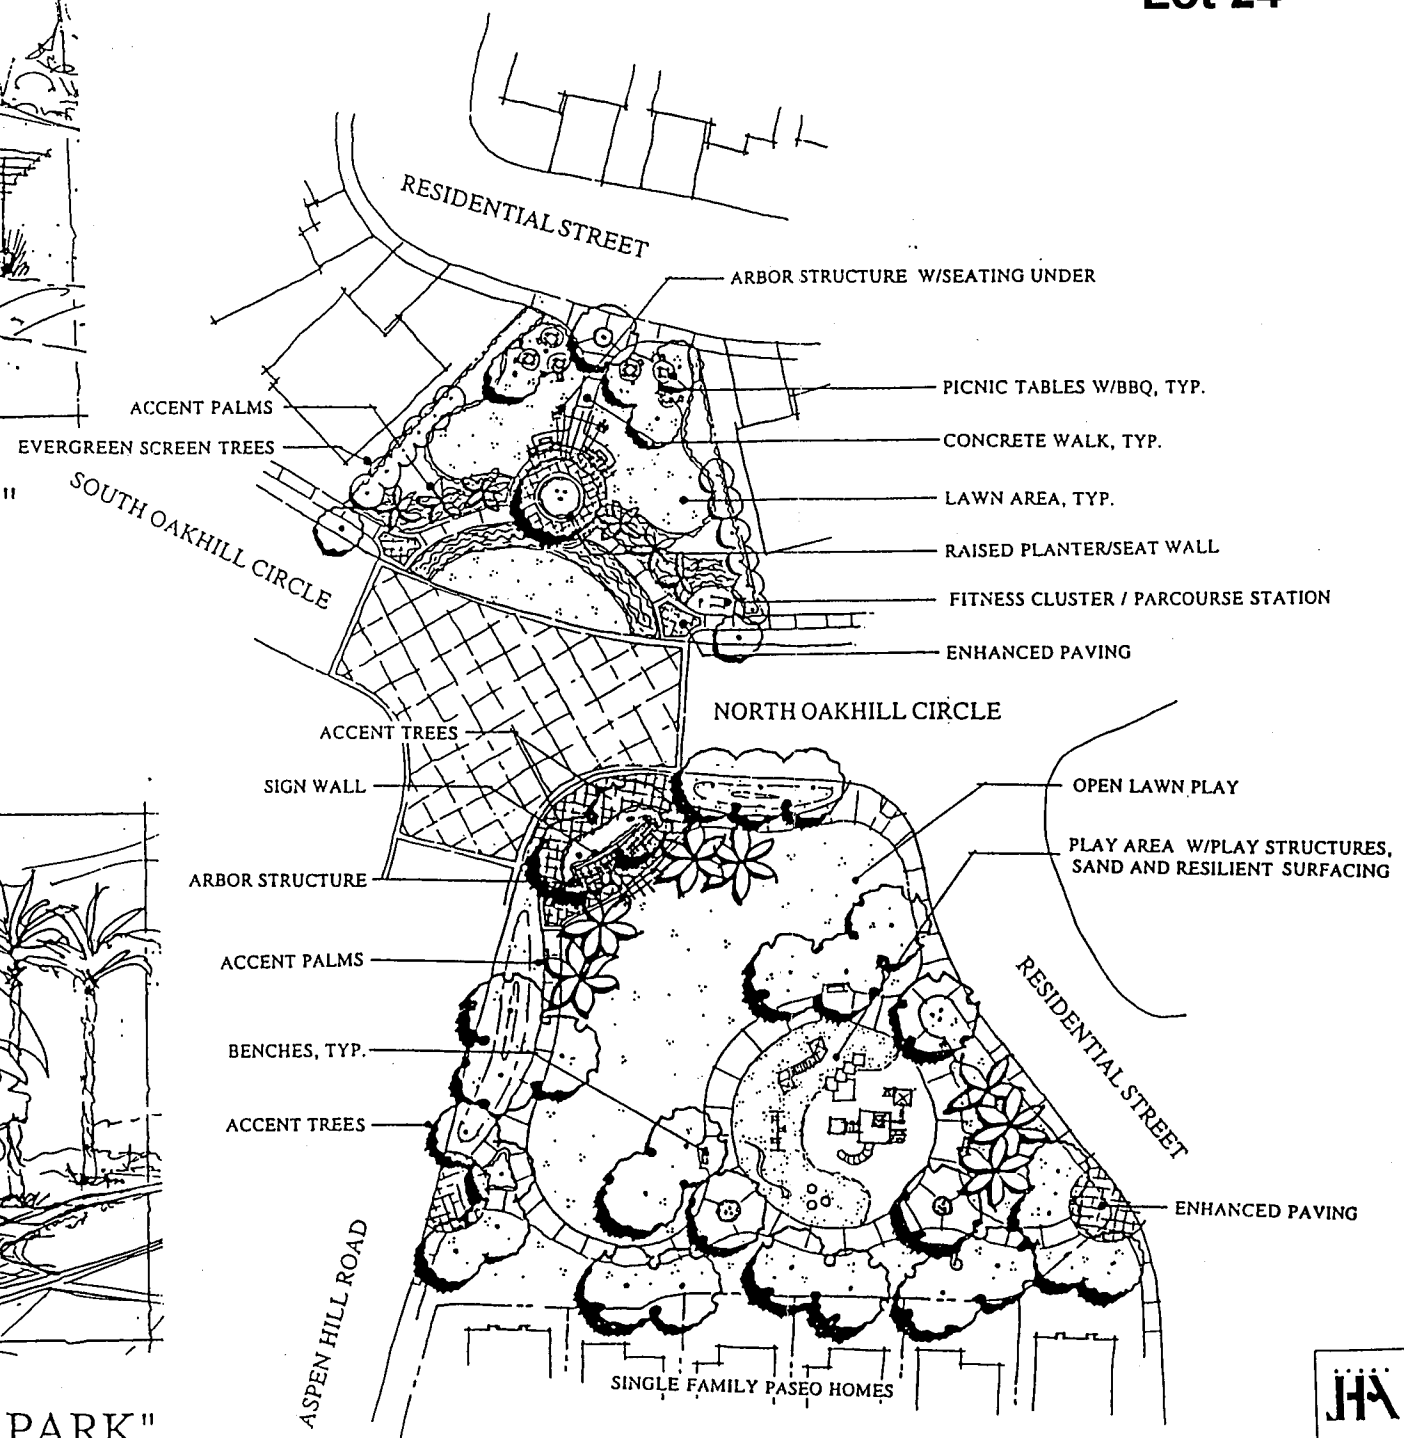 Lot 24
RESIDENTIAL STREET
ARBOR STRUCTURE W/SEATING UNDER
PICNIC TABLES W/BBQ, TYP.
ACCENT PALMS
CONCRETE WALK, TYP.
EVERGREEN SCREEN TREES
"
LAWN AREA, TYP.
SOUTH OAKHILL CIRCLE
RAISED PLANTER/SEAT WALL
FITNESS CLUSTER / PARCOURSE STATION
ENHANCED PAVING
NORTH OAKHILL CIRCLE
ACCENT TREES
SIGN WALL
OPEN LAWN PLAY
PLAY AREA W/PLAY STRUCTURES,
SAND AND RESILIENT SURFACING
ARBOR STRUCTURE
ACCENT PALMS
RESIDENTIAL STREET
BENCHES, TYP.
ACCENT TREES
ENHANCED PAVING
ASPEN HILL ROAD
SINGLE FAMILY PASEO HOMES
PARK"